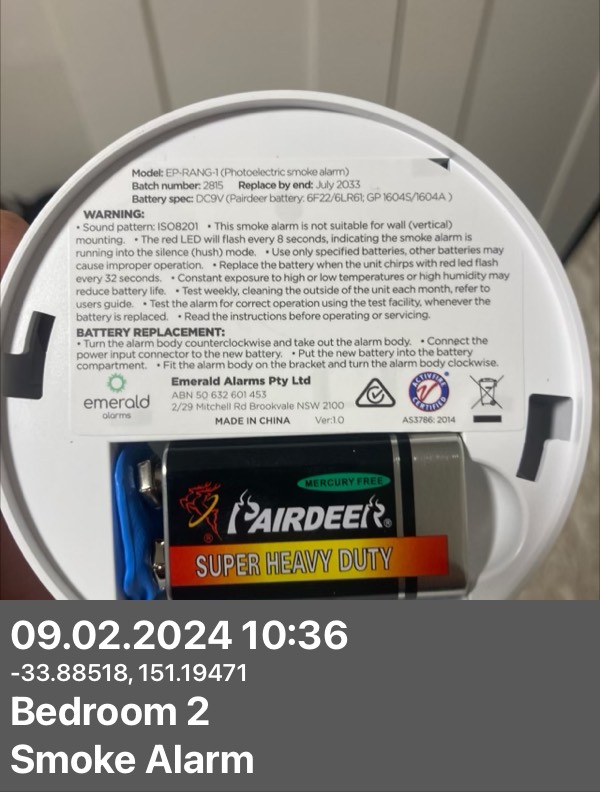 Model: EP-RANG-1 (Photoelectric smoke alarm)
Batch number: 2815 Replace by end: July 2033
Battery spec: DC9V (Pairdeer battery: 6F22/6LR61; GP 1604S/1604A )
WARNING:
• Sound pattern: ISO8201 • This smoke alarm is not suitable for wall (vertical)
mounting. • The red LED will flash every 8 seconds, indicating the smoke alarm is
running into the silence (hush) mode. • Use only specified batteries, other batteries may
cause improper operation. • Replace the battery when the unit chirps with red led flash
every 32 seconds. • Constant exposure to high or low temperatures or high humidity may
reduce battery life. • Test weekly, cleaning the outside of the unit each month, refer to
users guide. • Test the alarm for correct operation using the test facility, whenever the
battery is replaced. • Read the instructions before operating or servicing.
BATTERY REPLACEMENT:
• Turn the alarm body counterclockwise and take out the alarm body. • Connect the
power input connector to the new battery. • Put the new battery into the battery
compartment. • Fit the alarm body on the bracket and turn the alarm body clockwise.
emerald
alarms
Emerald Alarms Pty Ltd
ABN 50 632 601 453
2/29 Mitchell Rd Brookvale NSW 2100
MADE IN CHINA Ver:1.0
ACTIVFIRE
CERTIFIED
AS3786: 2014
MERCURY FREE
PAIRDEER®
SUPER HEAVY DUTY
09.02.2024 10:36
-33.88518, 151.19471
Bedroom 2
Smoke Alarm